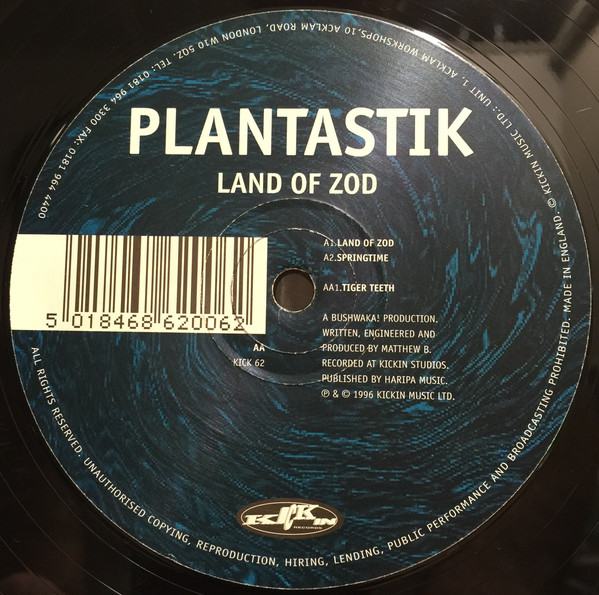 PLANTASTIK
LAND OF ZOD
A1.LAND OF ZOD
A2.SPRINGTIME
AA1.TIGER TEETH
A BUSHWAKA! PRODUCTION.
WRITTEN, ENGINEERED AND
PRODUCED BY MATTHEW B.
RECORDED AT KICKIN STUDIOS.
PUBLISHED BY HARIPA MUSIC.
℗ & © 1996 KICKIN MUSIC LTD.
5 018468 620062
AA
KICK 62
KICKIN
RECORDS
ALL RIGHTS RESERVED. UNAUTHORISED COPYING, REPRODUCTION, HIRING, LENDING, PUBLIC PERFORMANCE AND BROADCASTING PROHIBITED. MADE IN ENGLAND. © KICKIN MUSIC LTD.: UNIT 1, ACKLAM WORKSHOPS,10 ACKLAM ROAD, LONDON W10 5QZ. TEL: 0181 964 3300 FAX: 0181 964 4400